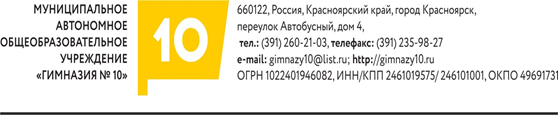 МУНИЦИПАЛЬНОЕ
АВТОНОМНОЕ
ОБЩЕОБРАЗОВАТЕЛЬНОЕ
УЧРЕЖДЕНИЕ
«ГИМНАЗИЯ № 10»
10
660122, Россия, Красноярский край, город Красноярск,
переулок Автобусный, дом 4,
тел.: (391) 260-21-03, телефакс: (391) 235-98-27
e-mail: gimnazy10@list.ru; http://gimnazy10.ru
ОГРН 1022401946082, ИНН/КПП 2461019575/ 246101001, ОКПО 49691731